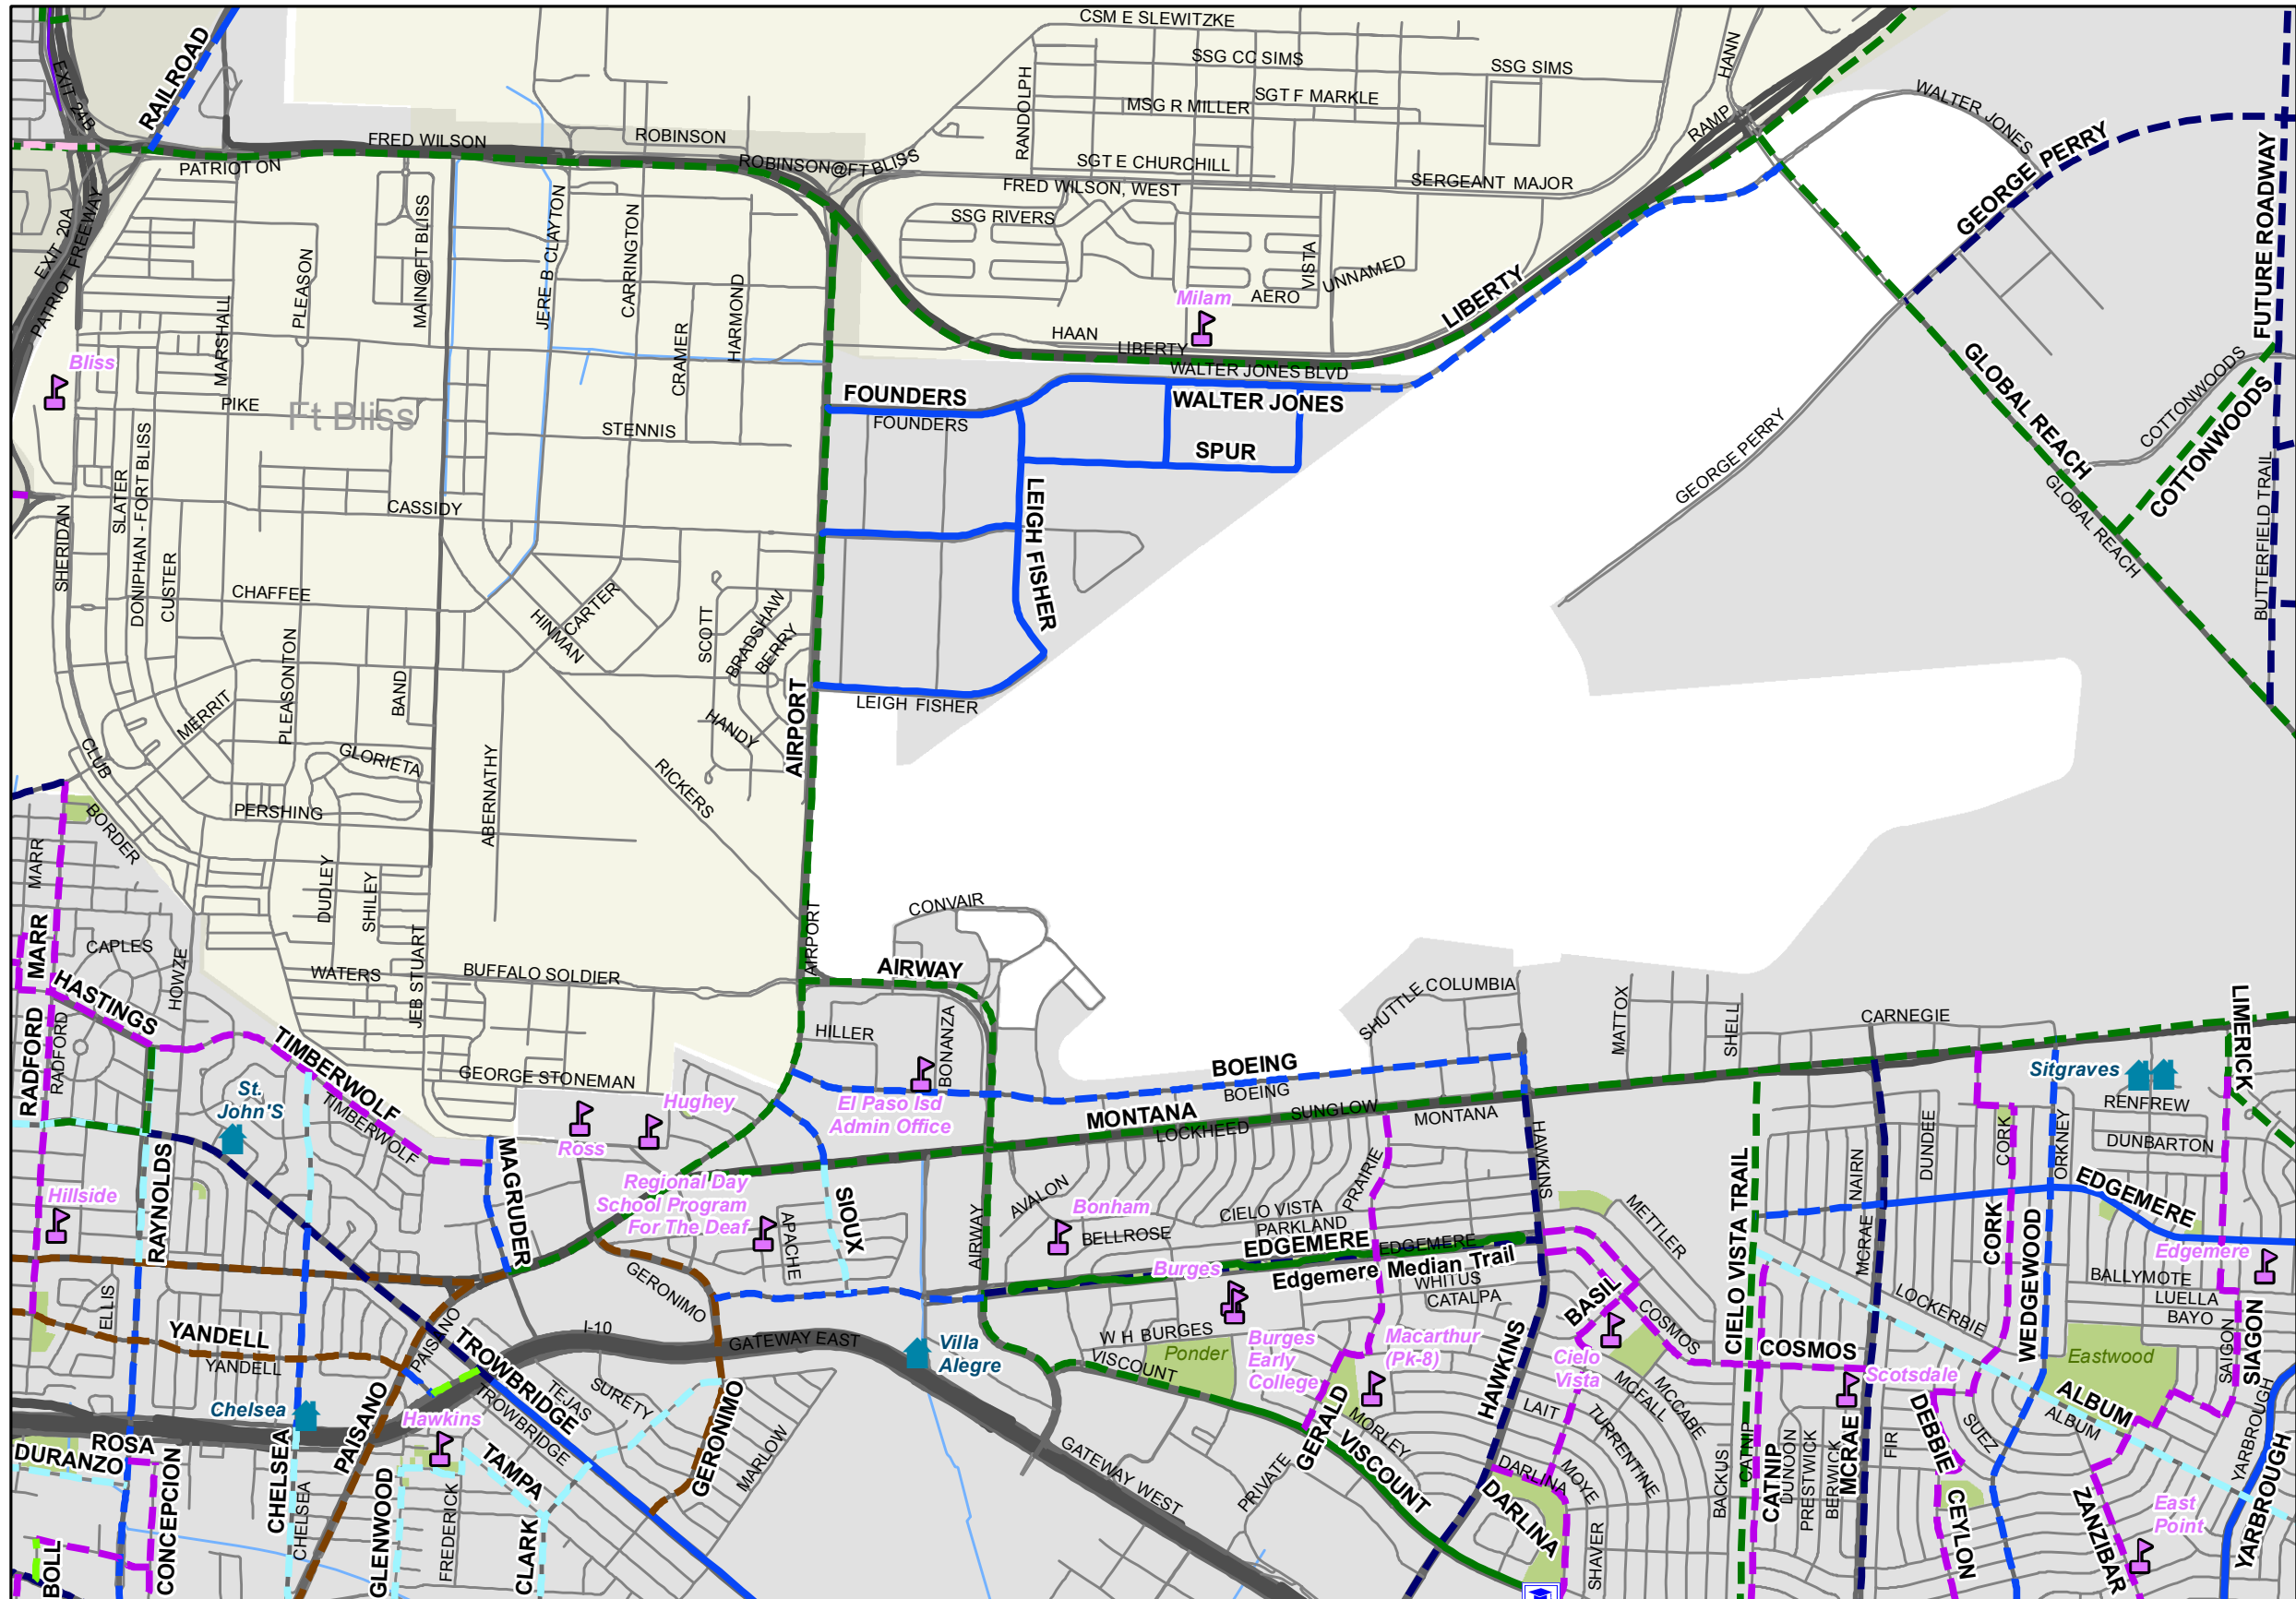 CSM E SLEWITZKE
SSG CC SIMS
SSG SIMS
HANN
RAILROAD
EXIT 24B
RANDOLPH
MSG R MILLER
SGT F MARKLE
RAMP
WALTER JONES
FRED WILSON
ROBINSON
PATRIOT ON
ROBINSON@FT BLISS
SGT E CHURCHILL
FRED WILSON, WEST
SERGEANT MAJOR
GEORGE PERRY
FUTURE ROADWAY
EXIT 20A
PATRIOT FREEWAY
SSG RIVERS
MAIN@FT BLISS
JERE B CLAYTON
CARRINGTON
PLEASON
MARSHALL
CRAMER
HARMOND
VISTA
UNNAMED
AERO
Milam
LIBERTY
HAAN
LIBERTY
WALTER JONES BLVD
Bliss
PIKE
Ft Bliss
FOUNDERS
FOUNDERS
WALTER JONES
SPUR
STENNIS
GLOBAL REACH
COTTONWOODS
COTTONWOODS
GEORGE PERRY
GLOBAL REACH
BUTTERFIELD TRAIL
CASSIDY
SLATER
DONIPHAN - FORT BLISS
SHERIDAN
CUSTER
CHAFFEE
LEIGH FISHER
HINMAN
CARTER
SCOTT
BRADSHAW
BERRY
PLEASONTON
BAND
MERRIT
HANDY
AIRPORT
LEIGH FISHER
CLUB
GLORIETA
ABERNATHY
RICKERS
PERSHING
BORDER
MARR
DUDLEY
SHILEY
CONVAIR
AIRPORT
MARR
CAPLES
HOWZE
WATERS
JEB STUART
BUFFALO SOLDIER
AIRWAY
HASTINGS
SHUTTLE
COLUMBIA
MATTOX
SHELL
CARNEGIE
LIMERICK
RADFORD
RADFORD
TIMBERWOLF
TIMBERWOLF
HILLER
BONANZA
GEORGE STONEMAN
BOEING
BOEING
St.
John'S
Hughey
Ross
El Paso Isd
Admin Office
MONTANA
SUNGLOW
MONTANA
LOCKHEED
Sitgraves
RENFREW
DUNBARTON
DUNDEE
CORK
ORKNEY
HAWKINS
NAIRN
Hillside
RAYNOLDS
MAGRUDER
Regional Day
School Program
For The Deaf
APACHE
SIOUX
AVALON
Bonham
BELLROSE
CIELO VISTA
PARKLAND
PRAIRIE
EDGEMERE
EDGEMERE
Edgemere Median Trail
METTLER
CIELO VISTA TRAIL
MCRAE
CORK
WEDGEWOOD
EDGEMERE
Edgemere
AIRWAY
GERONIMO
Burges
WHITUS
CATALPA
BASIL
COSMOS
LOCKERBIE
BALLYMOTE
LUELLA
BAYO
ELLIS
YANDELL
YANDELL
PAISANO
I-10
GATEWAY EAST
Villa
Alegre
W H BURGES
VISCOUNT
Ponder
Burges
Early
College
Macarthur
(Pk-8)
Cielo
Vista
COSMOS
Scotsdale
Eastwood
SAIGON
SIAGON
TROWBRIDGE
TROWBRIDGE
TEJAS
SURETY
GERONIMO
MARLOW
Chelsea
Hawkins
PAISANO
HAWKINS
LAIT
MCFALL
MCCABE
TURRENTINE
DEBBIE
SUEZ
ALBUM
ALBUM
YARBROUGH
ROSA
DURANZO
CONCEPCION
CHELSEA
CHELSEA
GLENWOOD
FREDERICK
TAMPA
CLARK
GATEWAY WEST
PRIVATE
GERALD
MORLEY
VISCOUNT
DARLINA
DARLINA
MOYE
SHAVER
BACKUS
CATNIP
CATNIP
DUNOON
PRESTWICK
BERWICK
MCRAE
FIR
CEYLON
ZANZIBAR
East
Point
YARBROUGH
BOLL